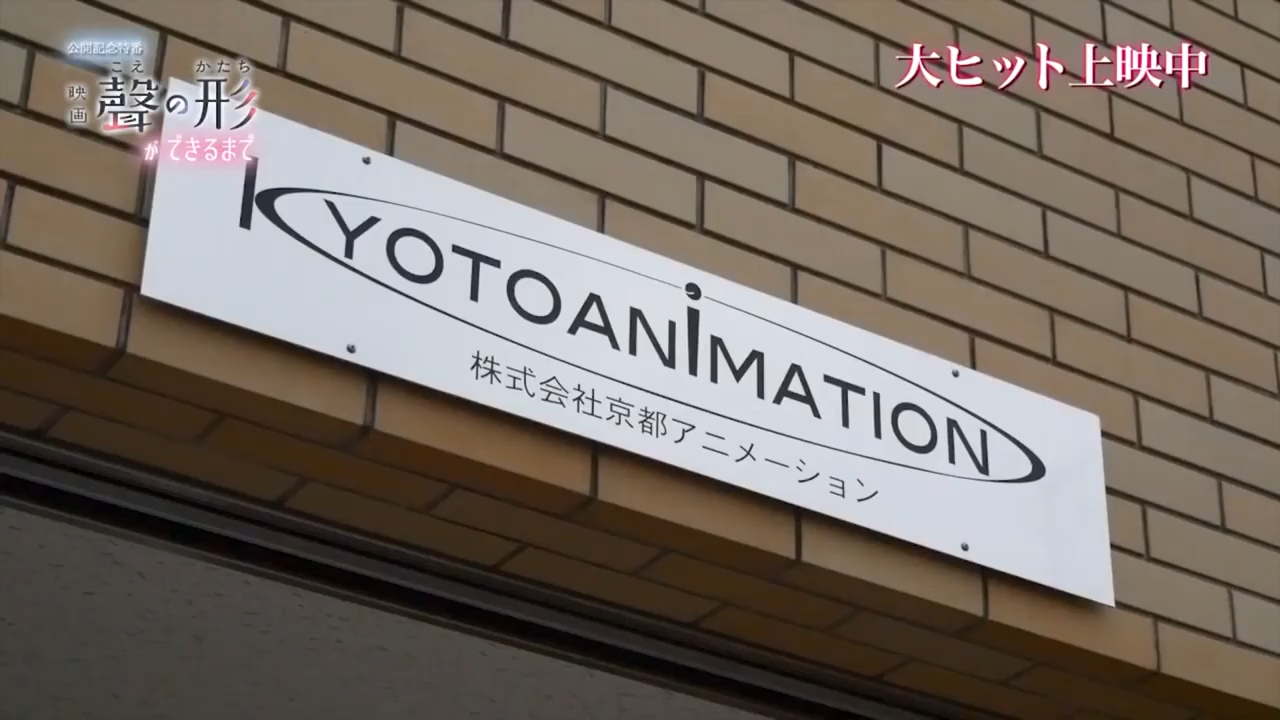 公開記念特番
こえ かたち
映画 聲の形
ができるまで
大ヒット上映中
KYOTOANIMATION
株式会社京都アニメーション